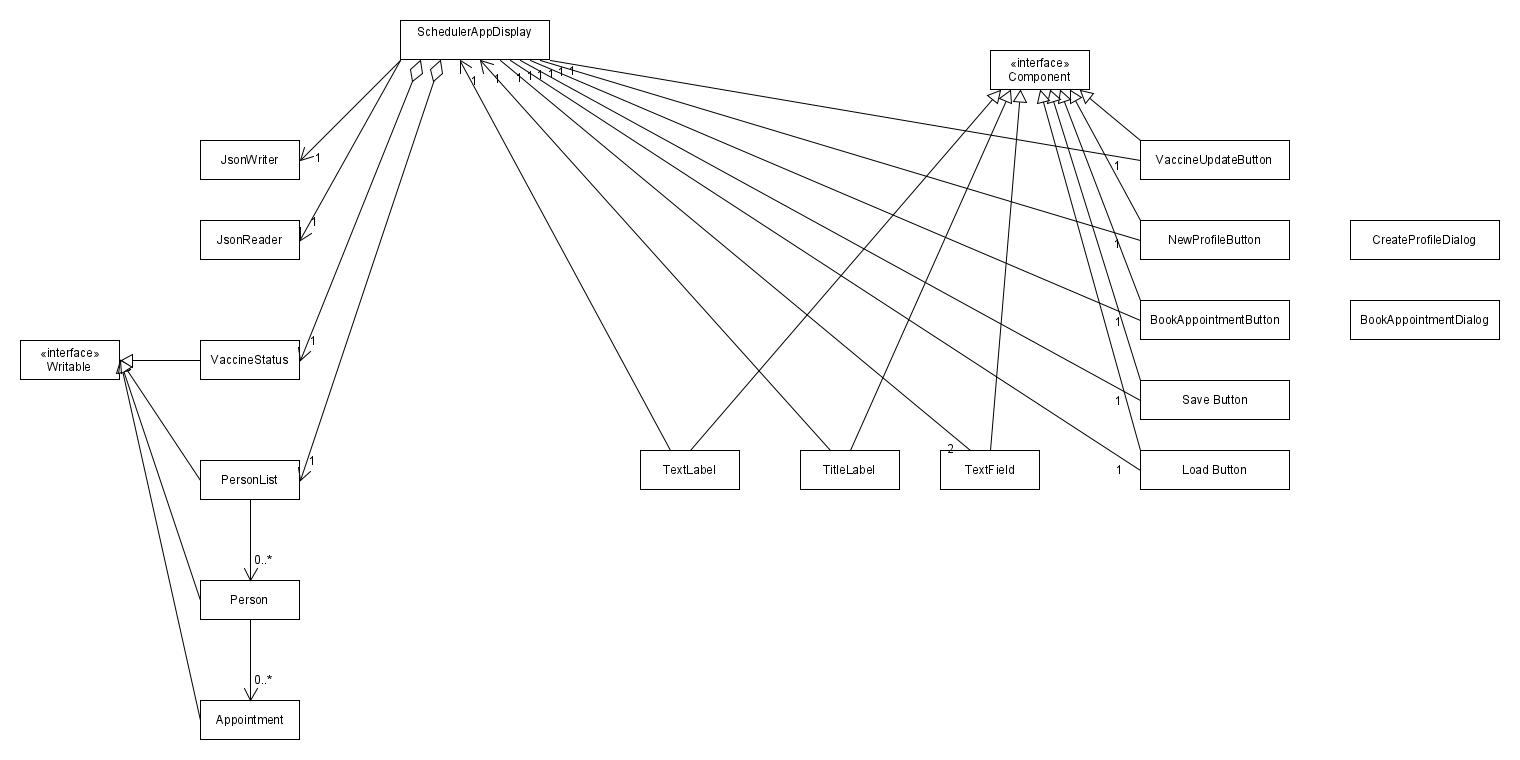 SchedulerAppDisplay
«interface»
Component
1 1 1 1 1 1 1 1
JsonWriter
1
VaccineUpdateButton
1
JsonReader
1
NewProfileButton
1
CreateProfileDialog
BookAppointmentButton
1
BookAppointmentDialog
«interface»
Writable
VaccineStatus
1
Save Button
1
PersonList
1
TextLabel
TitleLabel
2
TextField
1
Load Button
0..*
Person
0..*
Appointment